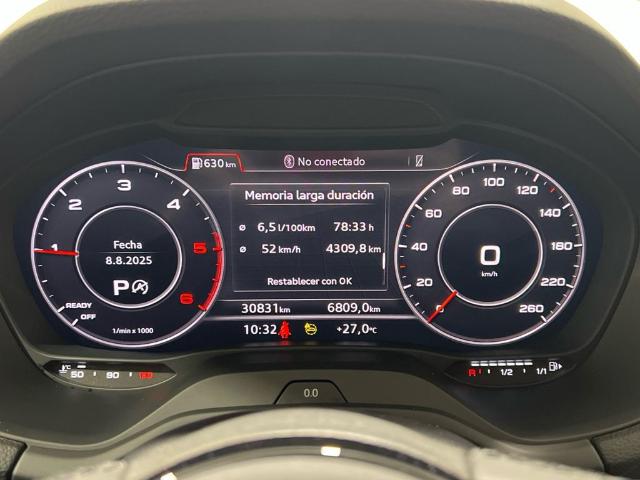 630 km
No conectado
Memoria larga duración
ø 6,5 l/100km 78:33 h
ø 52 km/h 4309,8 km
Restablecer con OK
30831 km 6809,0 km
10:32 +27,0 °C
1 2 3 4 5 6
Fecha
8.8.2025
P A
READY
OFF
1/min x 1000
0 20 40 60 80 100 120 140 180 220 260
0
km/h
°C 50 90 130
R 1/2 1/1
0.0